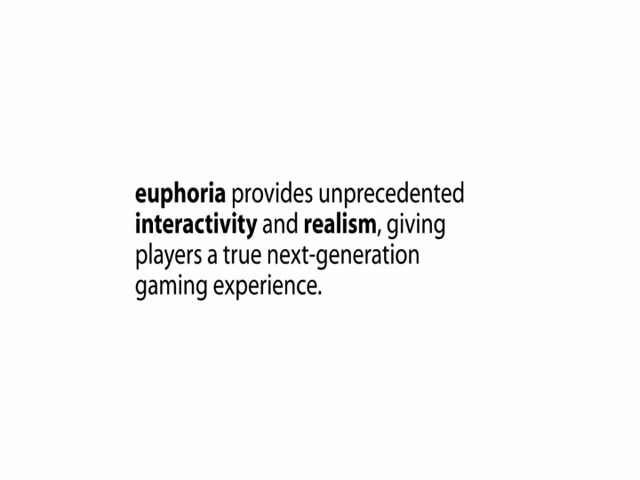 euphoria provides unprecedented
interactivity and realism, giving
players a true next-generation
gaming experience.